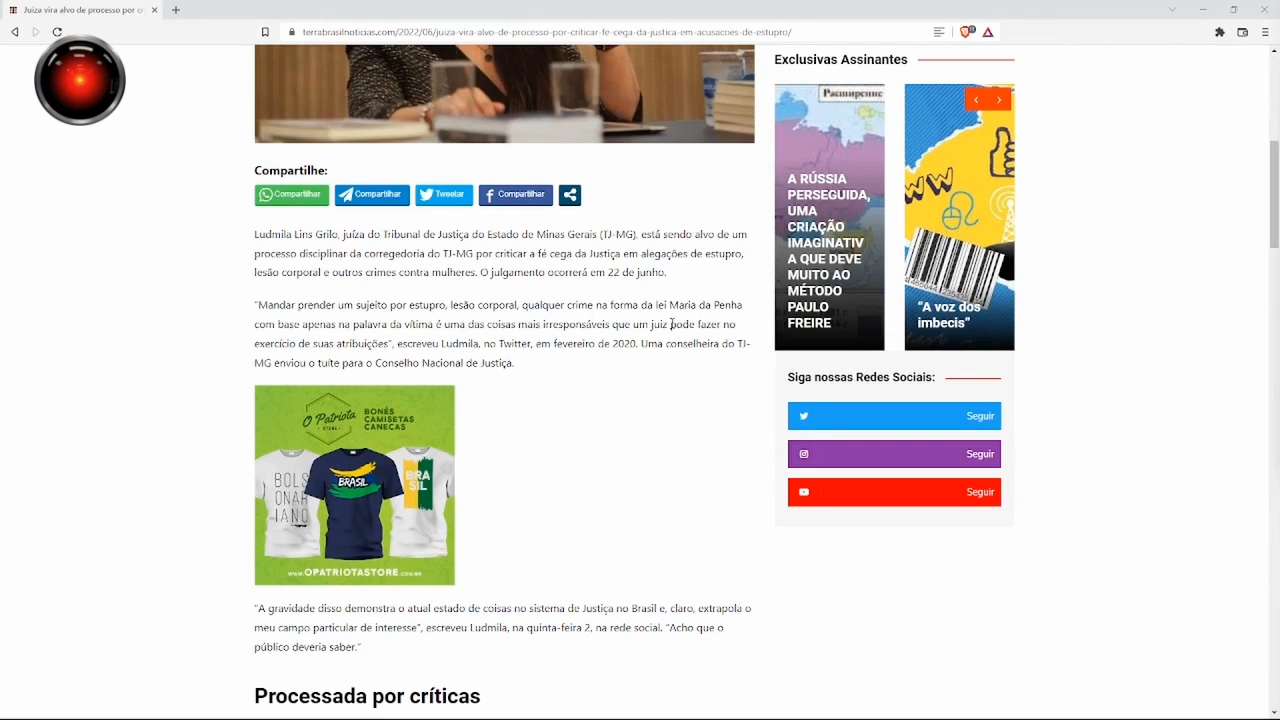 Juíza vira alvo de processo por cr
terrabrasilnoticias.com/2022/06/juiza-vira-alvo-de-processo-por-criticar-fe-cega-da-justica-em-acusacoes-de-estupro/
Compartilhe:
Compartilhar
Compartilhar
Tweetar
Compartilhar
Ludmila Lins Grilo, juíza do Tribunal de Justiça do Estado de Minas Gerais (TJ-MG), está sendo alvo de um
processo disciplinar da corregedoria do TJ-MG por criticar a fé cega da Justiça em alegações de estupro,
lesão corporal e outros crimes contra mulheres. O julgamento ocorrerá em 22 de junho.
"Mandar prender um sujeito por estupro, lesão corporal, qualquer crime na forma da lei Maria da Penha
com base apenas na palavra da vítima é uma das coisas mais irresponsáveis que um juiz pode fazer no
exercício de suas atribuições", escreveu Ludmila, no Twitter, em fevereiro de 2020. Uma conselheira do TJ-
MG enviou o tuíte para o Conselho Nacional de Justiça.
O Patriota
STORE
BONÉS
CAMISETAS
CANECAS
BOLS
ONAR
IANO
BRASIL
BRA
SIL
WWW.OPATRIOTASTORE.COM.BR
"A gravidade disso demonstra o atual estado de coisas no sistema de Justiça no Brasil e, claro, extrapola o
meu campo particular de interesse", escreveu Ludmila, na quinta-feira 2, na rede social. "Acho que o
público deveria saber."
Processada por críticas
Exclusivas Assinantes
Расширение
A RÚSSIA
PERSEGUIDA,
UMA
CRIAÇÃO
IMAGINATIV
A QUE DEVE
MUITO AO
MÉTODO
PAULO
FREIRE
WW
"A voz dos
imbecis"
Siga nossas Redes Sociais:
Seguir
Seguir
Seguir